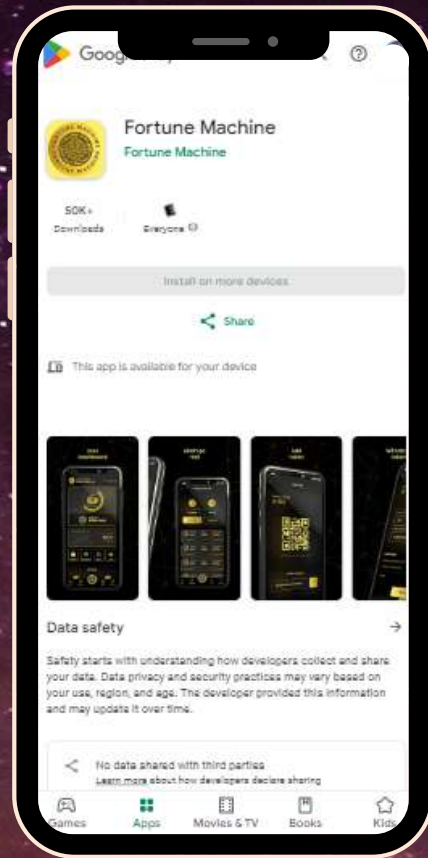 Goog
Fortune Machine
Fortune Machine
50K+
Downloads
Everyone
Install on more devices
Share
This app is available for your device
Data safety
Safety starts with understanding how developers collect and share
your data. Data privacy and security practices may vary based on
your use, region, and age. The developer provided this information
and may update it over time.
No data shared with third parties
Learn more about how developers declare sharing
Games
Apps
Movies & TV
Books
Kids